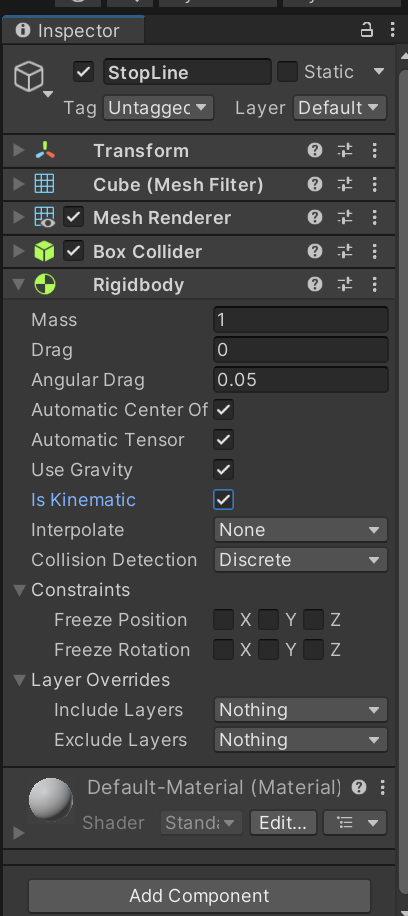 Inspector
StopLine Static
Tag Untagged Layer Default
Transform
Cube (Mesh Filter)
Mesh Renderer
Box Collider
Rigidbody
Mass 1
Drag 0
Angular Drag 0.05
Automatic Center Of
Automatic Tensor
Use Gravity
Is Kinematic
Interpolate None
Collision Detection Discrete
Constraints
Freeze Position X Y Z
Freeze Rotation X Y Z
Layer Overrides
Include Layers Nothing
Exclude Layers Nothing
Default-Material (Material)
Shader Standa Edit...
Add Component